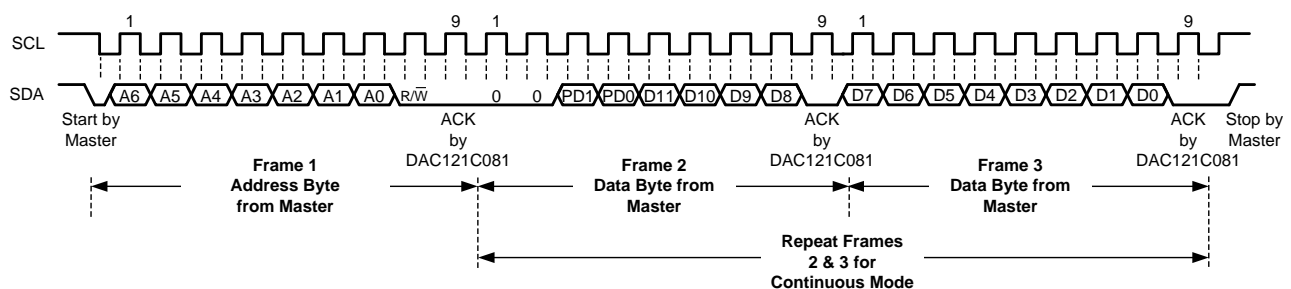 1 9 1 9 1 9
SCL
SDA A6 A5 A4 A3 A2 A1 A0 R/W 0 0 PD1 PD0 D11 D10 D9 D8 D7 D6 D5 D4 D3 D2 D1 D0
Start by
Master
ACK
by
DAC121C081
ACK
by
DAC121C081
ACK
by
DAC121C081
Stop by
Master
Frame 1
Address Byte
from Master
Frame 2
Data Byte from
Master
Frame 3
Data Byte from
Master
Repeat Frames
2 & 3 for
Continuous Mode